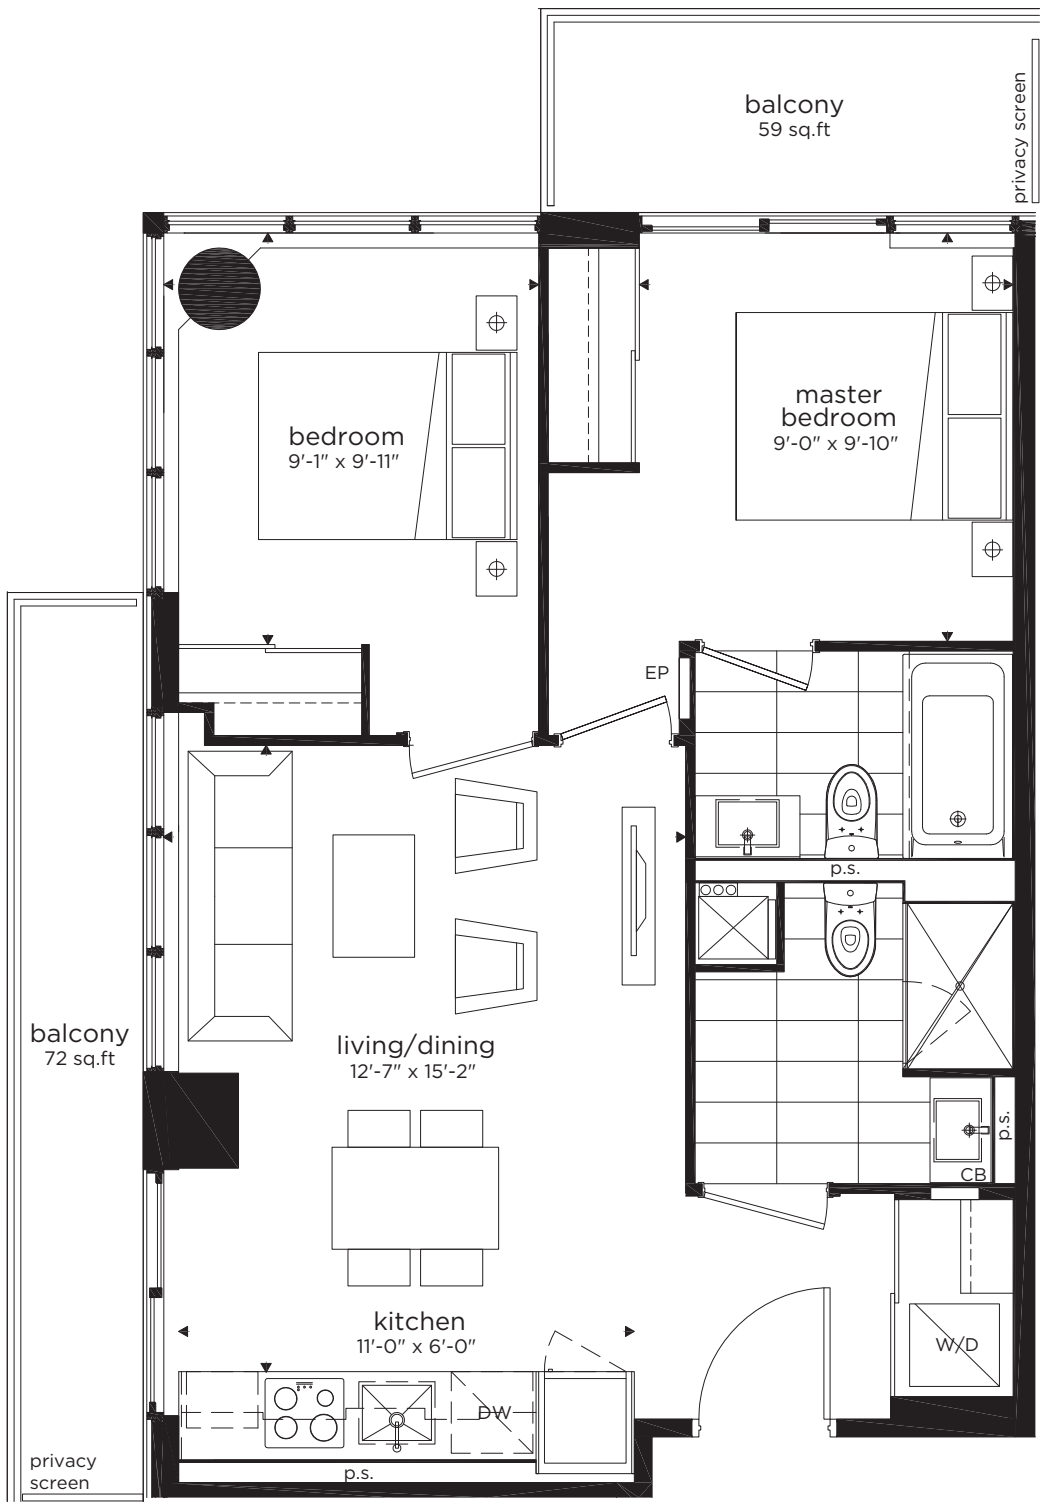 balcony
59 sq.ft
privacy screen
master
bedroom
9'-0" x 9'-10"
bedroom
9'-1" x 9'-11"
EP
p.s.
balcony
72 sq.ft
living/dining
12'-7" x 15'-2"
p.s.
CB
kitchen
11'-0" x 6'-0"
W/D
DW
privacy
screen
p.s.